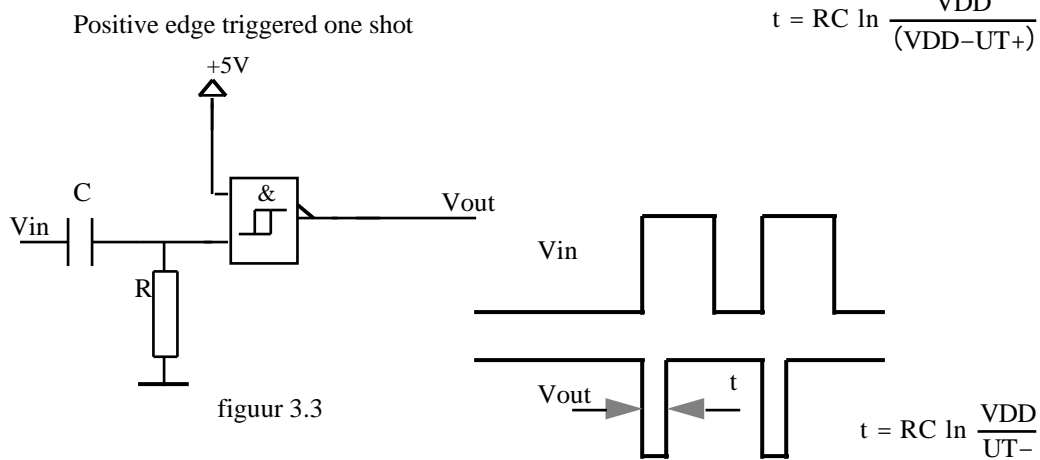 VDD
t = RC ln
(VDD-UT+)
Positive edge triggered one shot
+5V
C
&
Vin
Vout
R
Vin
Vout
t
figuur 3.3
t = RC ln VDD
UT-